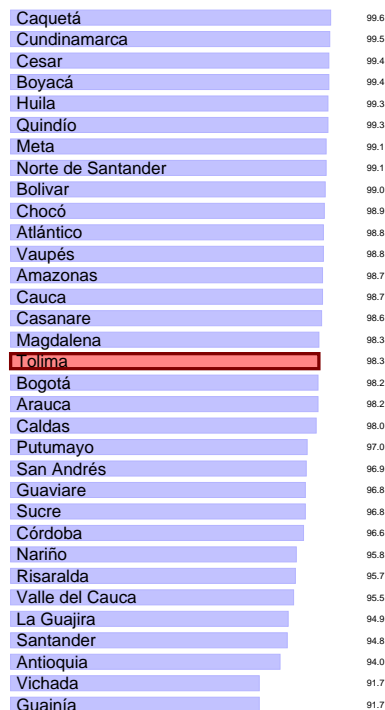 Caquetá 99.6
Cundinamarca 99.5
Cesar 99.4
Boyacá 99.4
Huila 99.3
Quindío 99.3
Meta 99.1
Norte de Santander 99.1
Bolivar 99.0
Chocó 98.9
Atlántico 98.8
Vaupés 98.8
Amazonas 98.7
Cauca 98.7
Casanare 98.6
Magdalena 98.3
Tolima 98.3
Bogotá 98.2
Arauca 98.2
Caldas 98.0
Putumayo 97.0
San Andrés 96.9
Guaviare 96.8
Sucre 96.8
Córdoba 96.6
Nariño 95.8
Risaralda 95.7
Valle del Cauca 95.5
La Guajira 94.9
Santander 94.8
Antioquia 94.0
Vichada 91.7
Guainía 91.7